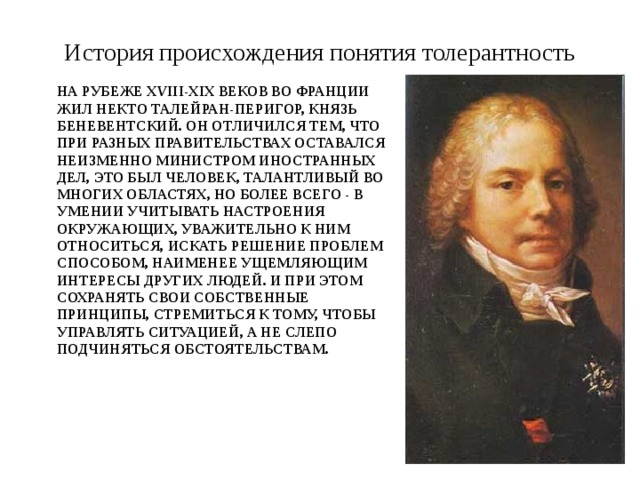 История происхождения понятия толерантность
НА РУБЕЖЕ XVIII-XIX ВЕКОВ ВО ФРАНЦИИ
ЖИЛ НЕКТО ТАЛЕЙРАН-ПЕРИГОР, КНЯЗЬ
БЕНЕВЕНТСКИЙ. ОН ОТЛИЧИЛСЯ ТЕМ, ЧТО
ПРИ РАЗНЫХ ПРАВИТЕЛЬСТВАХ ОСТАВАЛСЯ
НЕИЗМЕННО МИНИСТРОМ ИНОСТРАННЫХ
ДЕЛ, ЭТО БЫЛ ЧЕЛОВЕК, ТАЛАНТЛИВЫЙ ВО
МНОГИХ ОБЛАСТЯХ, НО БОЛЕЕ ВСЕГО - В
УМЕНИИ УЧИТЫВАТЬ НАСТРОЕНИЯ
ОКРУЖАЮЩИХ, УВАЖИТЕЛЬНО К НИМ
ОТНОСИТЬСЯ, ИСКАТЬ РЕШЕНИЕ ПРОБЛЕМ
СПОСОБОМ, НАИМЕНЕЕ УЩЕМЛЯЮЩИМ
ИНТЕРЕСЫ ДРУГИХ ЛЮДЕЙ. И ПРИ ЭТОМ
СОХРАНЯТЬ СВОИ СОБСТВЕННЫЕ
ПРИНЦИПЫ, СТРЕМИТЬСЯ К ТОМУ, ЧТОБЫ
УПРАВЛЯТЬ СИТУАЦИЕЙ, А НЕ СЛЕПО
ПОДЧИНЯТЬСЯ ОБСТОЯТЕЛЬСТВАМ.